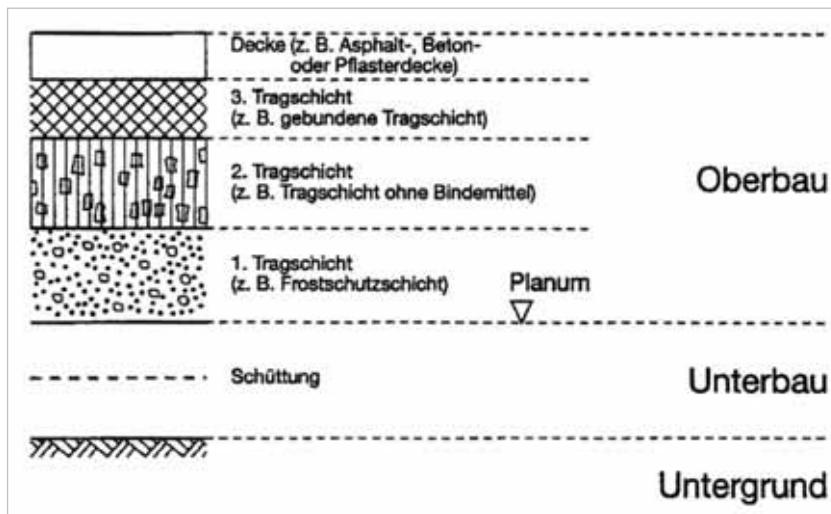 Decke (z. B. Asphalt-, Beton-
oder Pflasterdecke)
3. Tragschicht
(z. B. gebundene Tragschicht)
2. Tragschicht
(z. B. Tragschicht ohne Bindemittel)
Oberbau
1. Tragschicht
(z. B. Frostschutzschicht)
Planum
Schüttung
Unterbau
Untergrund